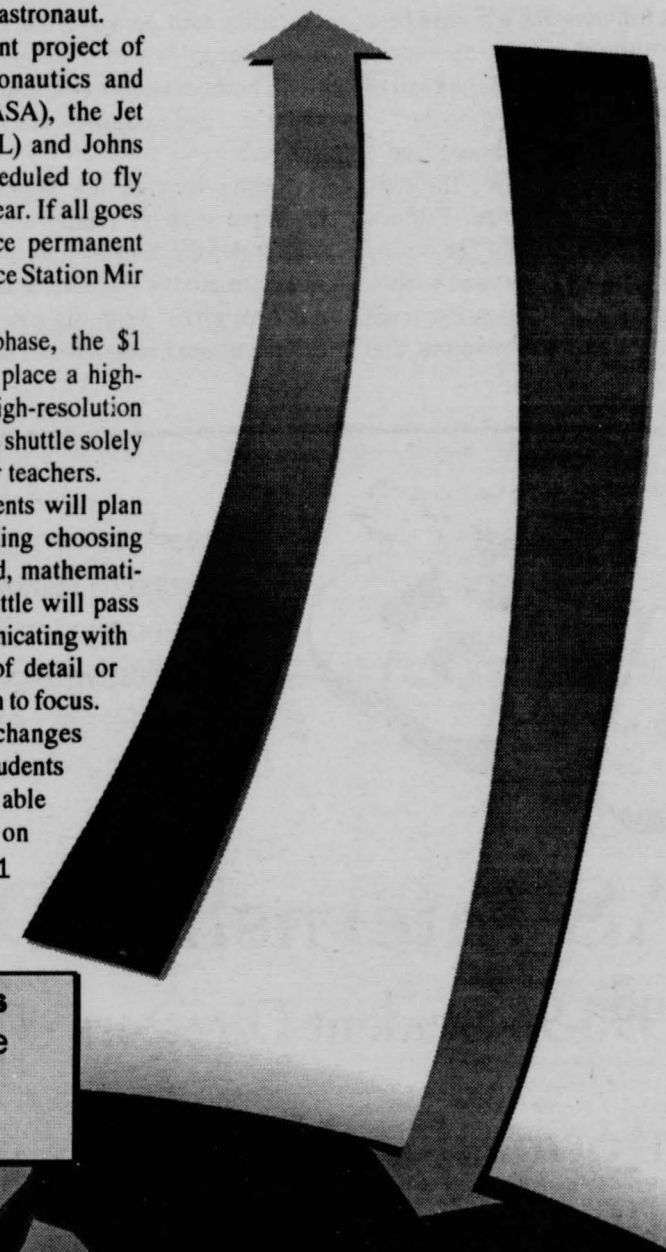 astronaut.
nt project of
onautics and
ASA), the Jet
L) and Johns
eduled to fly
ear. If all goes
ce permanent
ce Station Mir
phase, the $1
place a high-
igh-resolution
shuttle solely
r teachers.
ents will plan
ing choosing
d, mathemati-
ttle will pass
nicating with
of detail or
n to focus.
changes
udents
able
on
1
s
e